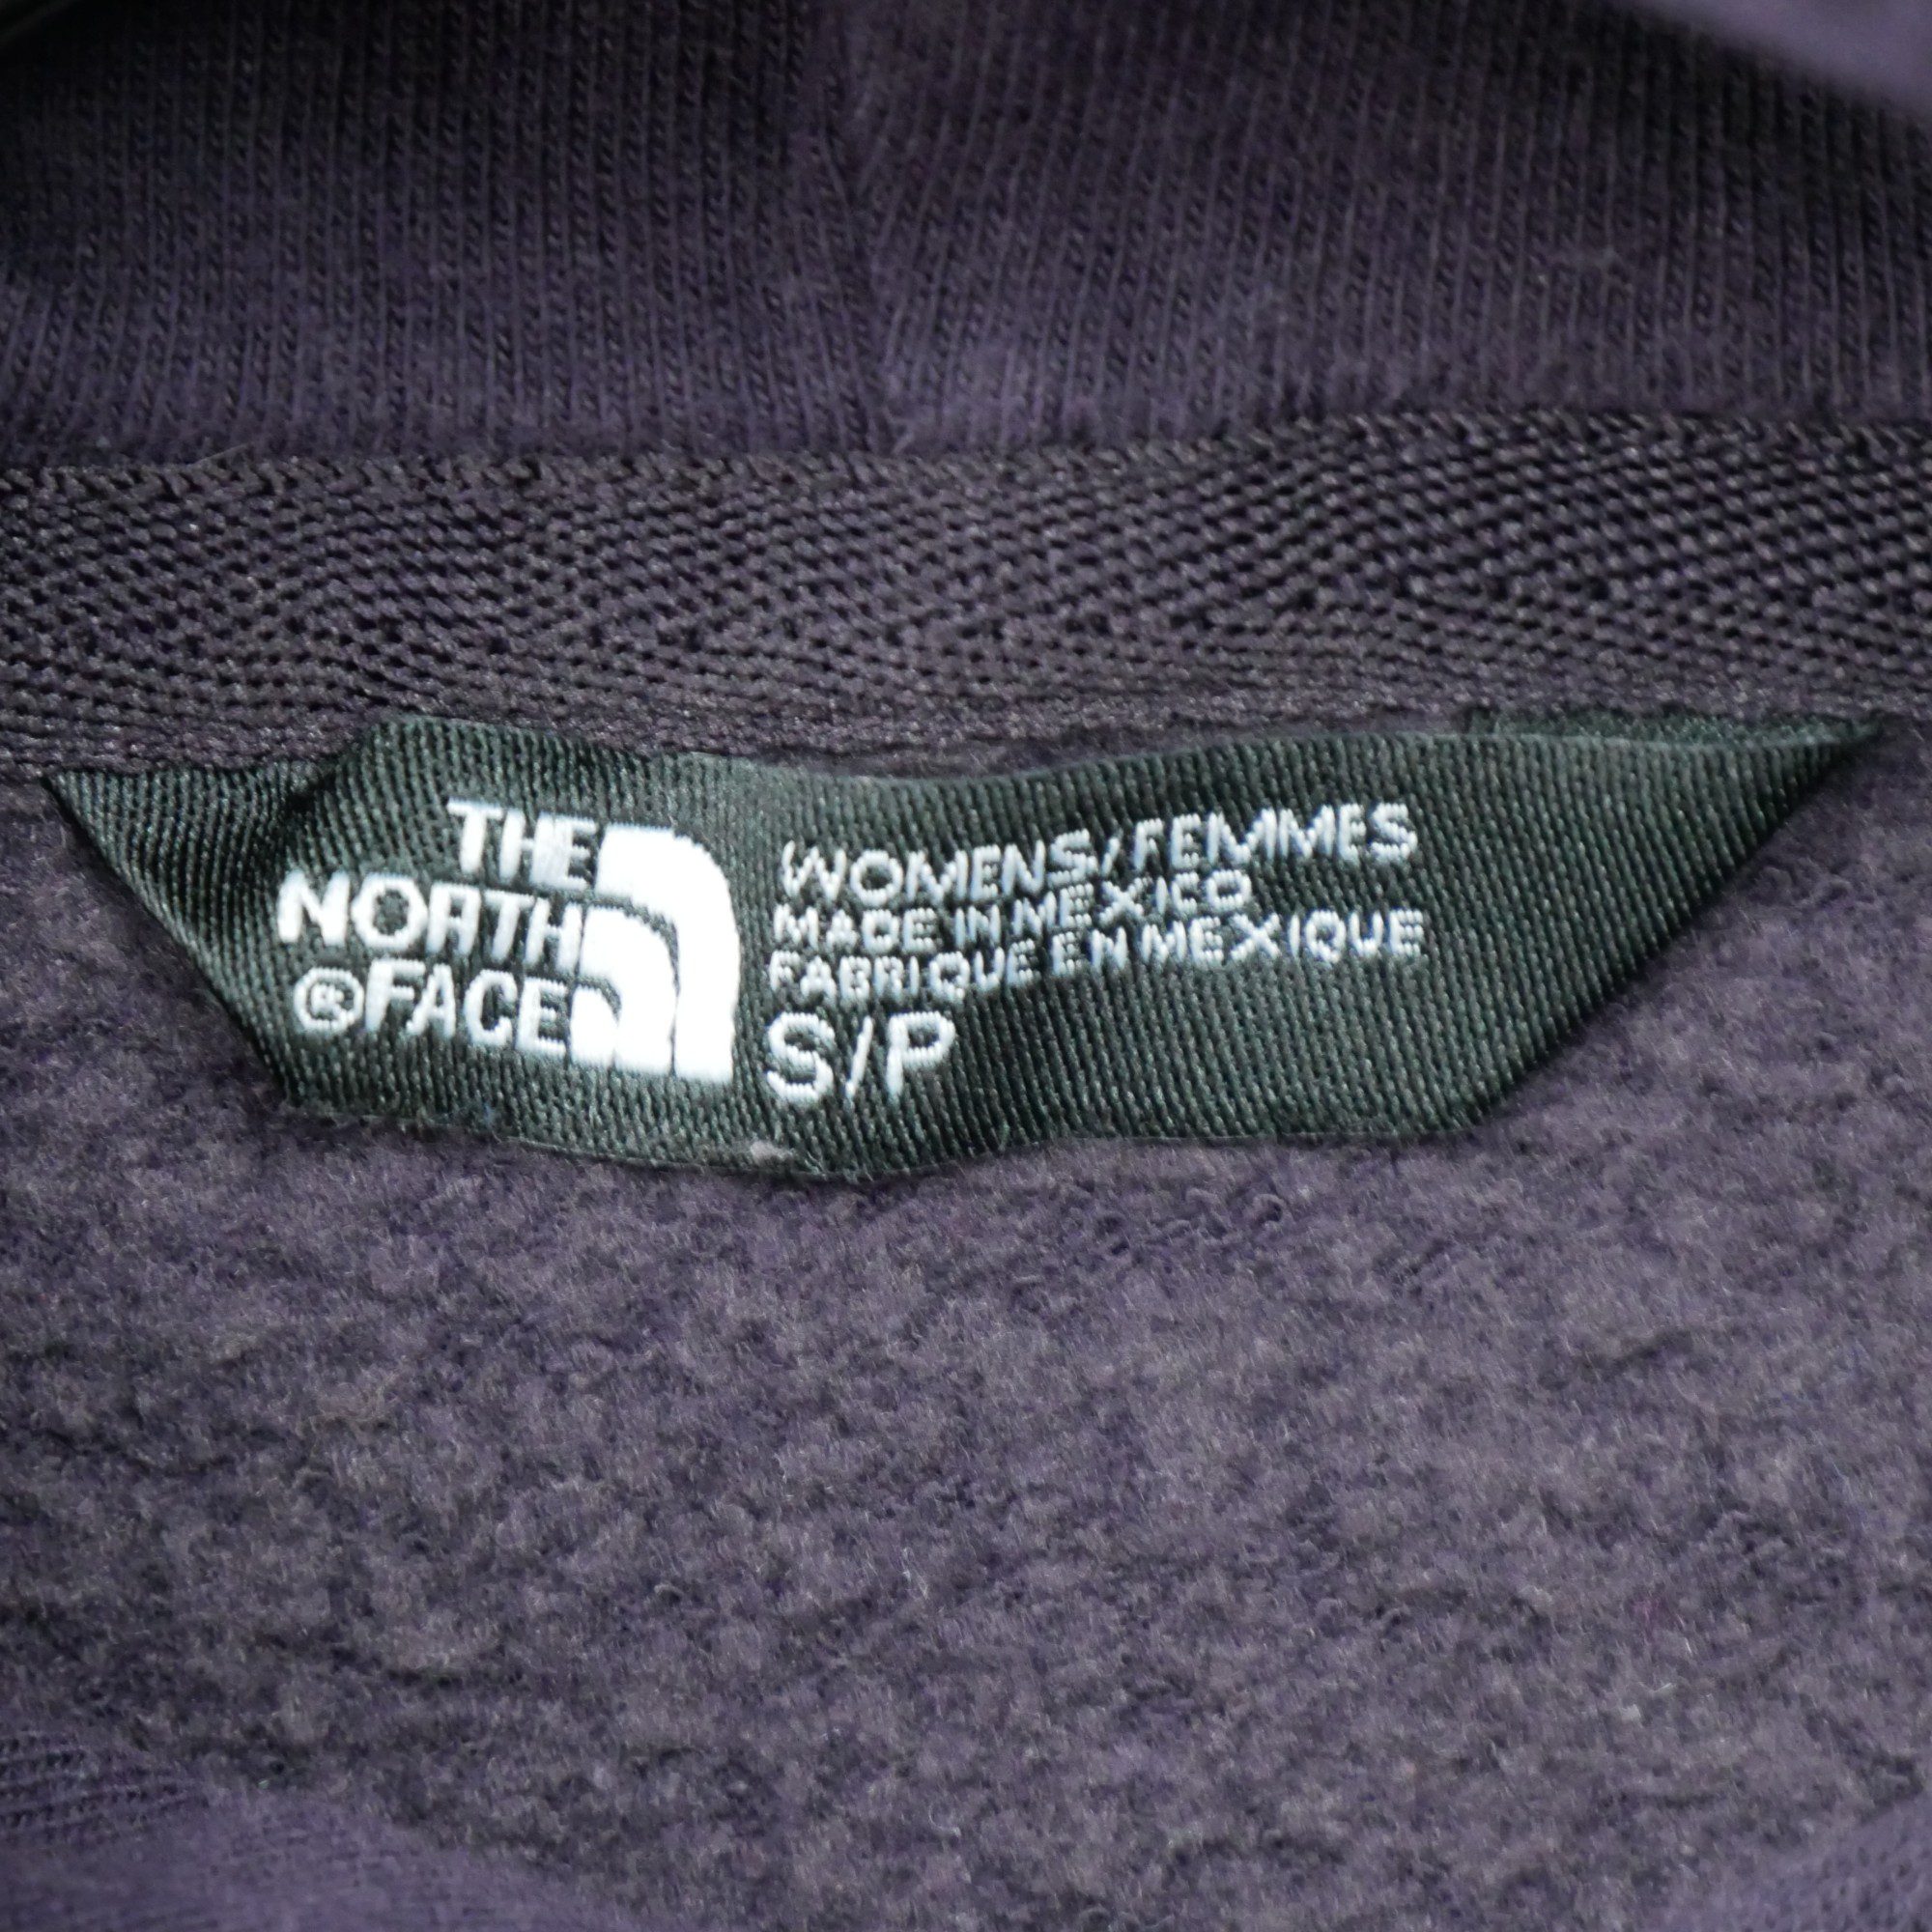 THE
NORTH
®FACE
WOMENS/FEMMES
MADE IN MEXICO
FABRIQUE EN MEXIQUE
S/P